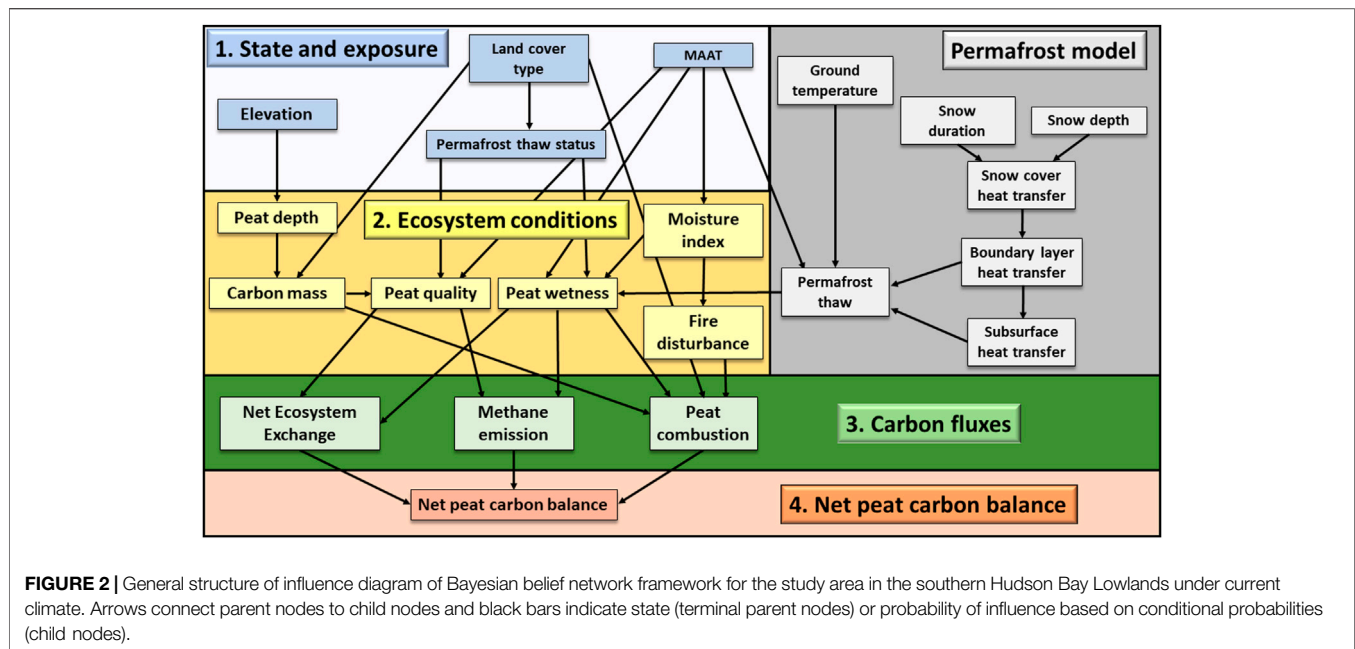 1. State and exposure
Land cover
type
MAAT
Permafrost model
Ground
temperature
Elevation
Snow
duration
Snow depth
Permafrost thaw status
Snow cover
heat transfer
Peat depth
2. Ecosystem conditions
Moisture
index
Boundary layer
heat transfer
Carbon mass
Peat quality
Peat wetness
Permafrost
thaw
Fire
disturbance
Subsurface
heat transfer
Net Ecosystem
Exchange
Methane
emission
Peat
combustion
3. Carbon fluxes
Net peat carbon balance
4. Net peat carbon balance
FIGURE 2 | General structure of influence diagram of Bayesian belief network framework for the study area in the southern Hudson Bay Lowlands under current
climate. Arrows connect parent nodes to child nodes and black bars indicate state (terminal parent nodes) or probability of influence based on conditional probabilities
(child nodes).